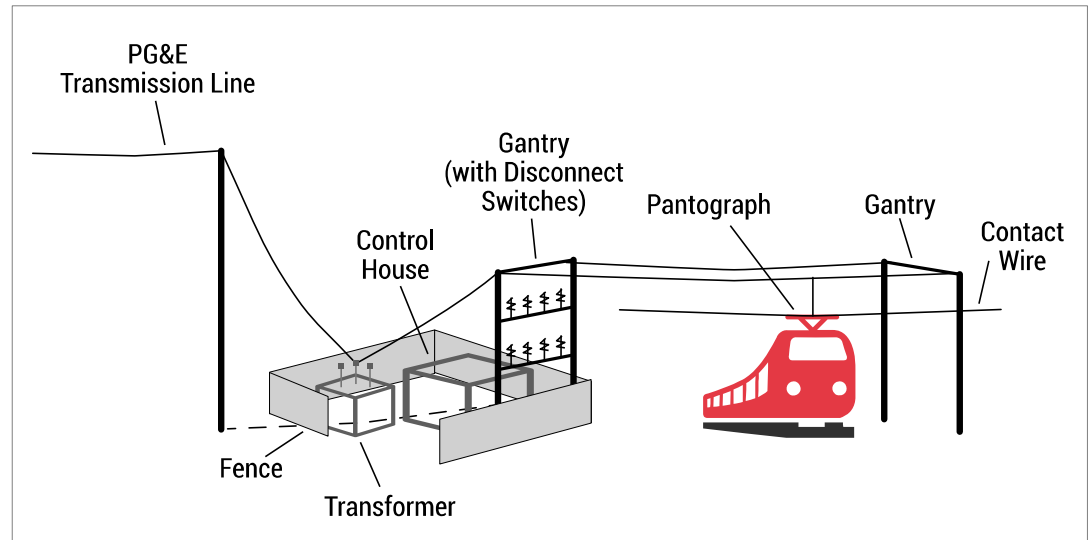 PG&E
Transmission Line
Gantry
(with Disconnect
Switches)
Pantograph
Gantry
Contact
Wire
Control
House
Fence
Transformer